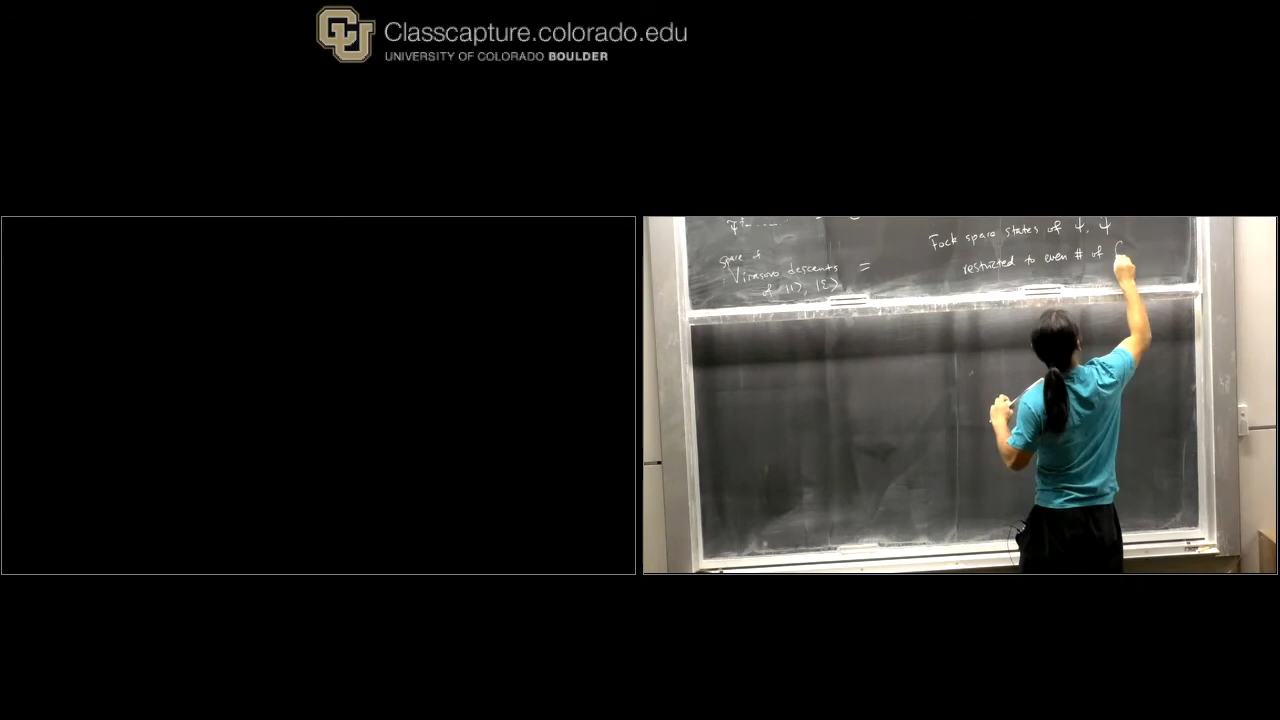 CU Classcapture.colorado.edu
UNIVERSITY OF COLORADO BOULDER
Fock space states of ψ, ψ
space of
Virasoro descents = restricted to even # of
of |1⟩, |ε⟩